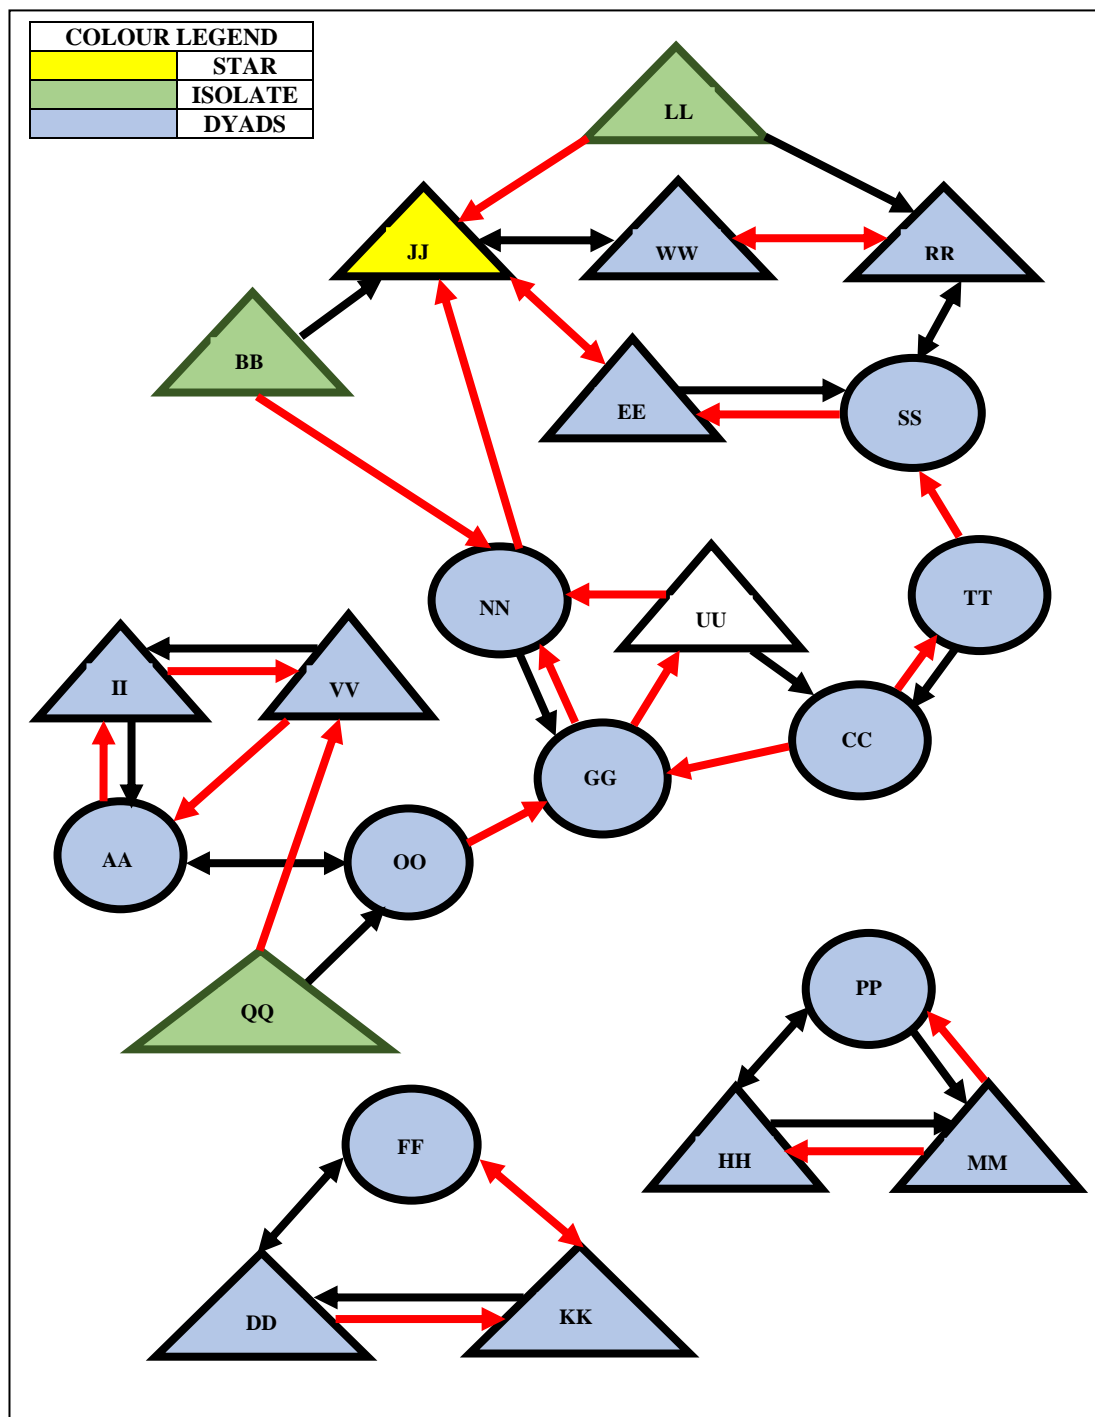 COLOUR LEGEND
STAR
ISOLATE
DYADS
LL
JJ
WW
RR
BB
EE
SS
NN
UU
TT
II
VV
CC
GG
AA
OO
QQ
PP
FF
HH
MM
DD
KK